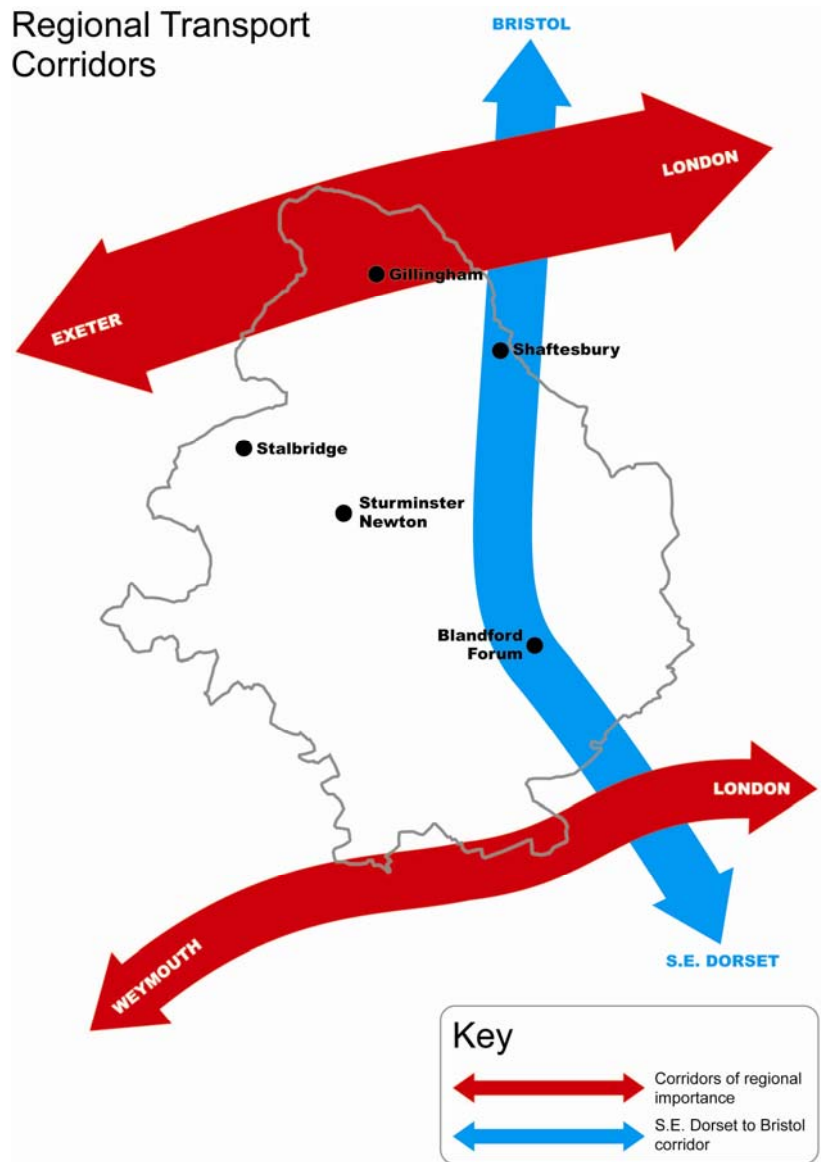 Regional Transport
Corridors
BRISTOL
LONDON
Gillingham
EXETER
Shaftesbury
Stalbridge
Sturminster
Newton
Blandford
Forum
LONDON
WEYMOUTH
S.E. DORSET
Key
Corridors of regional
importance
S.E. Dorset to Bristol
corridor